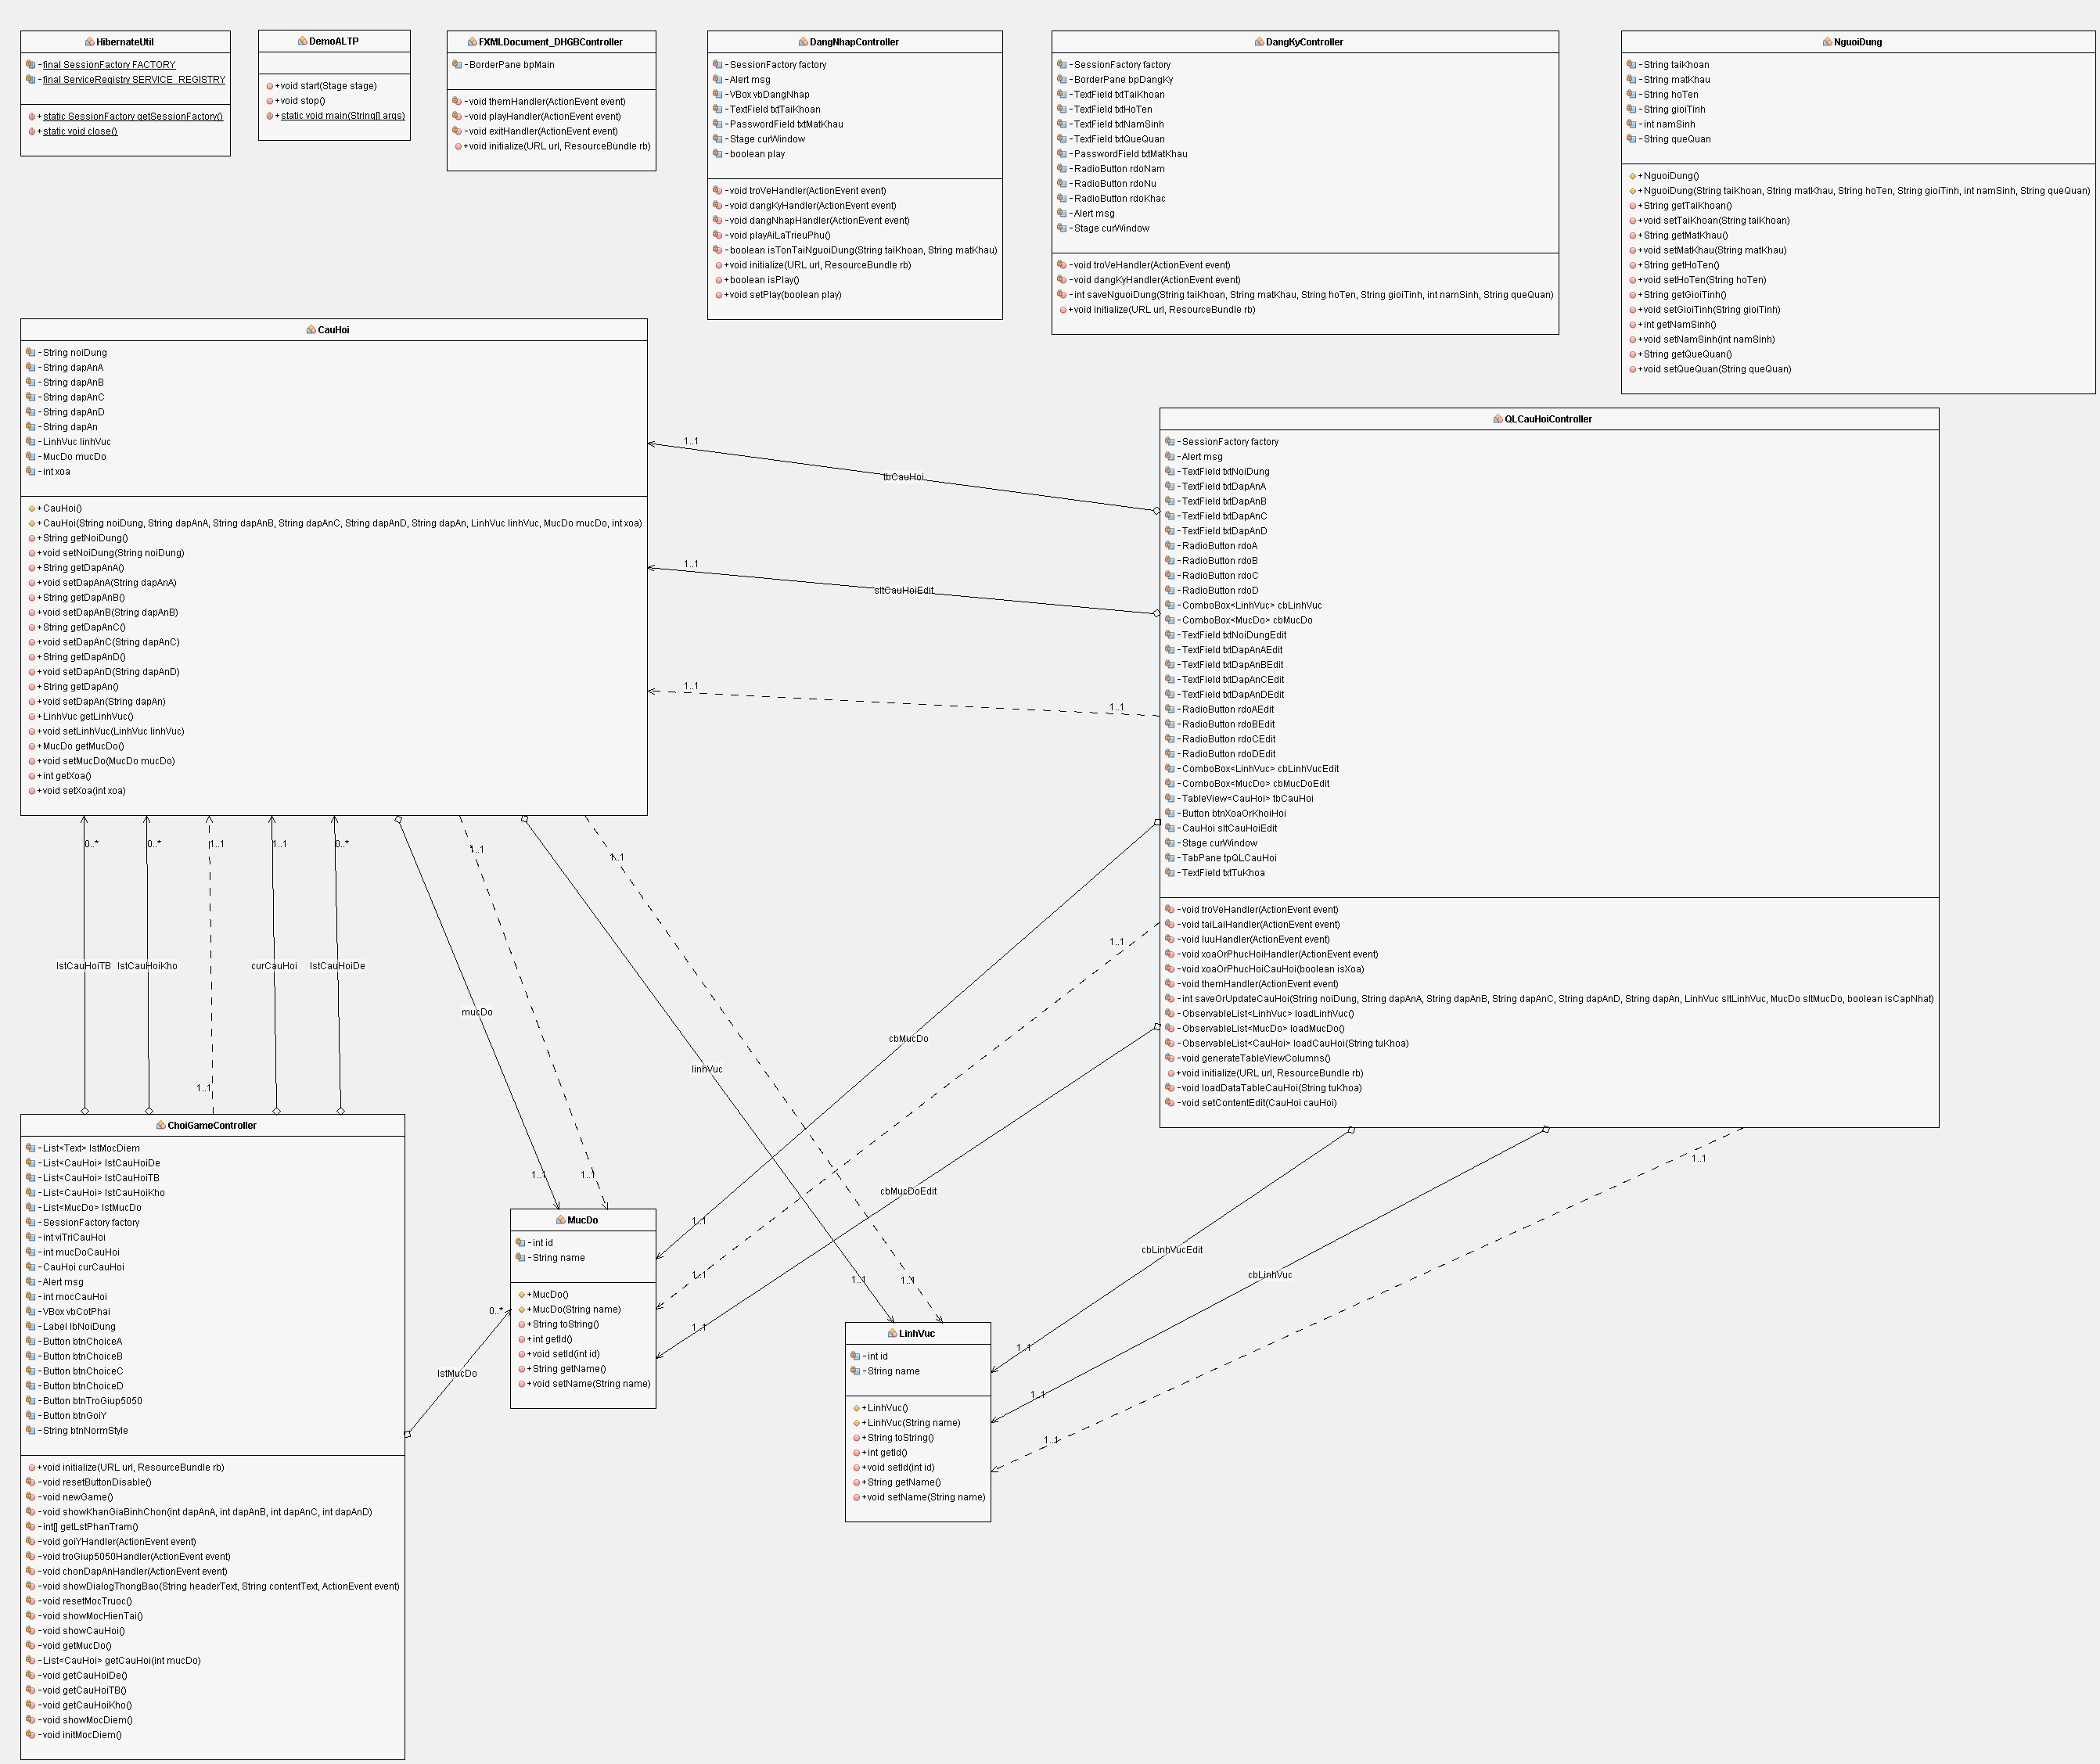 HibernateUtil
-final SessionFactory FACTORY
-final ServiceRegistry SERVICE_REGISTRY
+static SessionFactory getSessionFactory()
+static void close()
DemoALTP
+void start(Stage stage)
+void stop()
+static void main(String[] args)
FXMLDocument_DHGBController
-BorderPane bpMain
-void themHandler(ActionEvent event)
-void playHandler(ActionEvent event)
-void exitHandler(ActionEvent event)
+void initialize(URL url, ResourceBundle rb)
DangNhapController
-SessionFactory factory
-Alert msg
-VBox vbDangNhap
-TextField txtTaiKhoan
-PasswordField txtMatKhau
-Stage curWindow
-boolean play
-void troVeHandler(ActionEvent event)
-void dangKyHandler(ActionEvent event)
-void dangNhapHandler(ActionEvent event)
-void playAiLaTrieuPhu()
-boolean isTonTaiNguoiDung(String taiKhoan, String matKhau)
+void initialize(URL url, ResourceBundle rb)
+boolean isPlay()
+void setPlay(boolean play)
DangKyController
-SessionFactory factory
-BorderPane bpDangKy
-TextField txtTaiKhoan
-TextField txtHoTen
-TextField txtNamSinh
-TextField txtQueQuan
-PasswordField txtMatKhau
-RadioButton rdoNam
-RadioButton rdoNu
-RadioButton rdoKhac
-Alert msg
-Stage curWindow
-void troVeHandler(ActionEvent event)
-void dangKyHandler(ActionEvent event)
-int saveNguoiDung(String taiKhoan, String matKhau, String hoTen, String gioiTinh, int namSinh, String queQuan)
+void initialize(URL url, ResourceBundle rb)
NguoiDung
-String taiKhoan
-String matKhau
-String hoTen
-String gioiTinh
-int namSinh
-String queQuan
+NguoiDung()
+NguoiDung(String taiKhoan, String matKhau, String hoTen, String gioiTinh, int namSinh, String queQuan)
+String getTaiKhoan()
+void setTaiKhoan(String taiKhoan)
+String getMatKhau()
+void setMatKhau(String matKhau)
+String getHoTen()
+void setHoTen(String hoTen)
+String getGioiTinh()
+void setGioiTinh(String gioiTinh)
+int getNamSinh()
+void setNamSinh(int namSinh)
+String getQueQuan()
+void setQueQuan(String queQuan)
CauHoi
-String noiDung
-String dapAnA
-String dapAnB
-String dapAnC
-String dapAnD
-String dapAn
-LinhVuc linhVuc
-MucDo mucDo
-int xoa
+CauHoi()
+CauHoi(String noiDung, String dapAnA, String dapAnB, String dapAnC, String dapAnD, String dapAn, LinhVuc linhVuc, MucDo mucDo, int xoa)
+String getNoiDung()
+void setNoiDung(String noiDung)
+String getDapAnA()
+void setDapAnA(String dapAnA)
+String getDapAnB()
+void setDapAnB(String dapAnB)
+String getDapAnC()
+void setDapAnC(String dapAnC)
+String getDapAnD()
+void setDapAnD(String dapAnD)
+String getDapAn()
+void setDapAn(String dapAn)
+LinhVuc getLinhVuc()
+void setLinhVuc(LinhVuc linhVuc)
+MucDo getMucDo()
+void setMucDo(MucDo mucDo)
+int getXoa()
+void setXoa(int xoa)
1..1
tbCauHoi
1..1
sltCauHoiEdit
1..1
1..1
QLCauHoiController
-SessionFactory factory
-Alert msg
-TextField txtNoiDung
-TextField txtDapAnA
-TextField txtDapAnB
-TextField txtDapAnC
-TextField txtDapAnD
-RadioButton rdoA
-RadioButton rdoB
-RadioButton rdoC
-RadioButton rdoD
-ComboBox<LinhVuc> cbLinhVuc
-ComboBox<MucDo> cbMucDo
-TextField txtNoiDungEdit
-TextField txtDapAnAEdit
-TextField txtDapAnBEdit
-TextField txtDapAnCEdit
-TextField txtDapAnDEdit
-RadioButton rdoAEdit
-RadioButton rdoBEdit
-RadioButton rdoCEdit
-RadioButton rdoDEdit
-ComboBox<LinhVuc> cbLinhVucEdit
-ComboBox<MucDo> cbMucDoEdit
-TableView<CauHoi> tbCauHoi
-Button btnXoaOrKhoiHoi
-CauHoi sltCauHoiEdit
-Stage curWindow
-TabPane tpQLCauHoi
-TextField txtTuKhoa
-void troVeHandler(ActionEvent event)
-void taiLaiHandler(ActionEvent event)
-void luuHandler(ActionEvent event)
-void xoaOrPhucHoiHandler(ActionEvent event)
-void xoaOrPhucHoiCauHoi(boolean isXoa)
-void themHandler(ActionEvent event)
-int saveOrUpdateCauHoi(String noiDung, String dapAnA, String dapAnB, String dapAnC, String dapAnD, String dapAn, LinhVuc sltLinhVuc, MucDo sltMucDo, boolean isCapNhat)
-ObservableList<LinhVuc> loadLinhVuc()
-ObservableList<MucDo> loadMucDo()
-ObservableList<CauHoi> loadCauHoi(String tuKhoa)
-void generateTableViewColumns()
+void initialize(URL url, ResourceBundle rb)
-void loadDataTableCauHoi(String tuKhoa)
-void setContentEdit(CauHoi cauHoi)
0..*
0..*
1..1
1..1
0..*
1..1
1..1
lstCauHoiTB
lstCauHoiKho
curCauHoi
lstCauHoiDe
1..1
mucDo
linhVuc
1..1
cbMucDo
cbMucDoEdit
1..1
1..1
1..1
1..1
1..1
1..1
1..1
1..1
cbLinhVucEdit
cbLinhVuc
1..1
1..1
1..1
ChoiGameController
-List<Text> lstMocDiem
-List<CauHoi> lstCauHoiDe
-List<CauHoi> lstCauHoiTB
-List<CauHoi> lstCauHoiKho
-List<MucDo> lstMucDo
-SessionFactory factory
-int viTriCauHoi
-int mucDoCauHoi
-CauHoi curCauHoi
-Alert msg
-int mocCauHoi
-VBox vbCotPhai
-Label lbNoiDung
-Button btnChoiceA
-Button btnChoiceB
-Button btnChoiceC
-Button btnChoiceD
-Button btnTroGiup5050
-Button btnGoiY
-String btnNormStyle
+void initialize(URL url, ResourceBundle rb)
-void resetButtonDisable()
-void newGame()
-void showKhanGiaBinhChon(int dapAnA, int dapAnB, int dapAnC, int dapAnD)
-int[] getLstPhanTram()
-void goiYHandler(ActionEvent event)
-void troGiup5050Handler(ActionEvent event)
-void chonDapAnHandler(ActionEvent event)
-void showDialogThongBao(String headerText, String contentText, ActionEvent event)
-void resetMocTruoc()
-void showMocHienTai()
-void showCauHoi()
-void getMucDo()
-List<CauHoi> getCauHoi(int mucDo)
-void getCauHoiDe()
-void getCauHoiTB()
-void getCauHoiKho()
-void showMocDiem()
-void initMocDiem()
0..*
lstMucDo
MucDo
-int id
-String name
+MucDo()
+MucDo(String name)
+String toString()
+int getId()
+void setId(int id)
+String getName()
+void setName(String name)
LinhVuc
-int id
-String name
+LinhVuc()
+LinhVuc(String name)
+String toString()
+int getId()
+void setId(int id)
+String getName()
+void setName(String name)